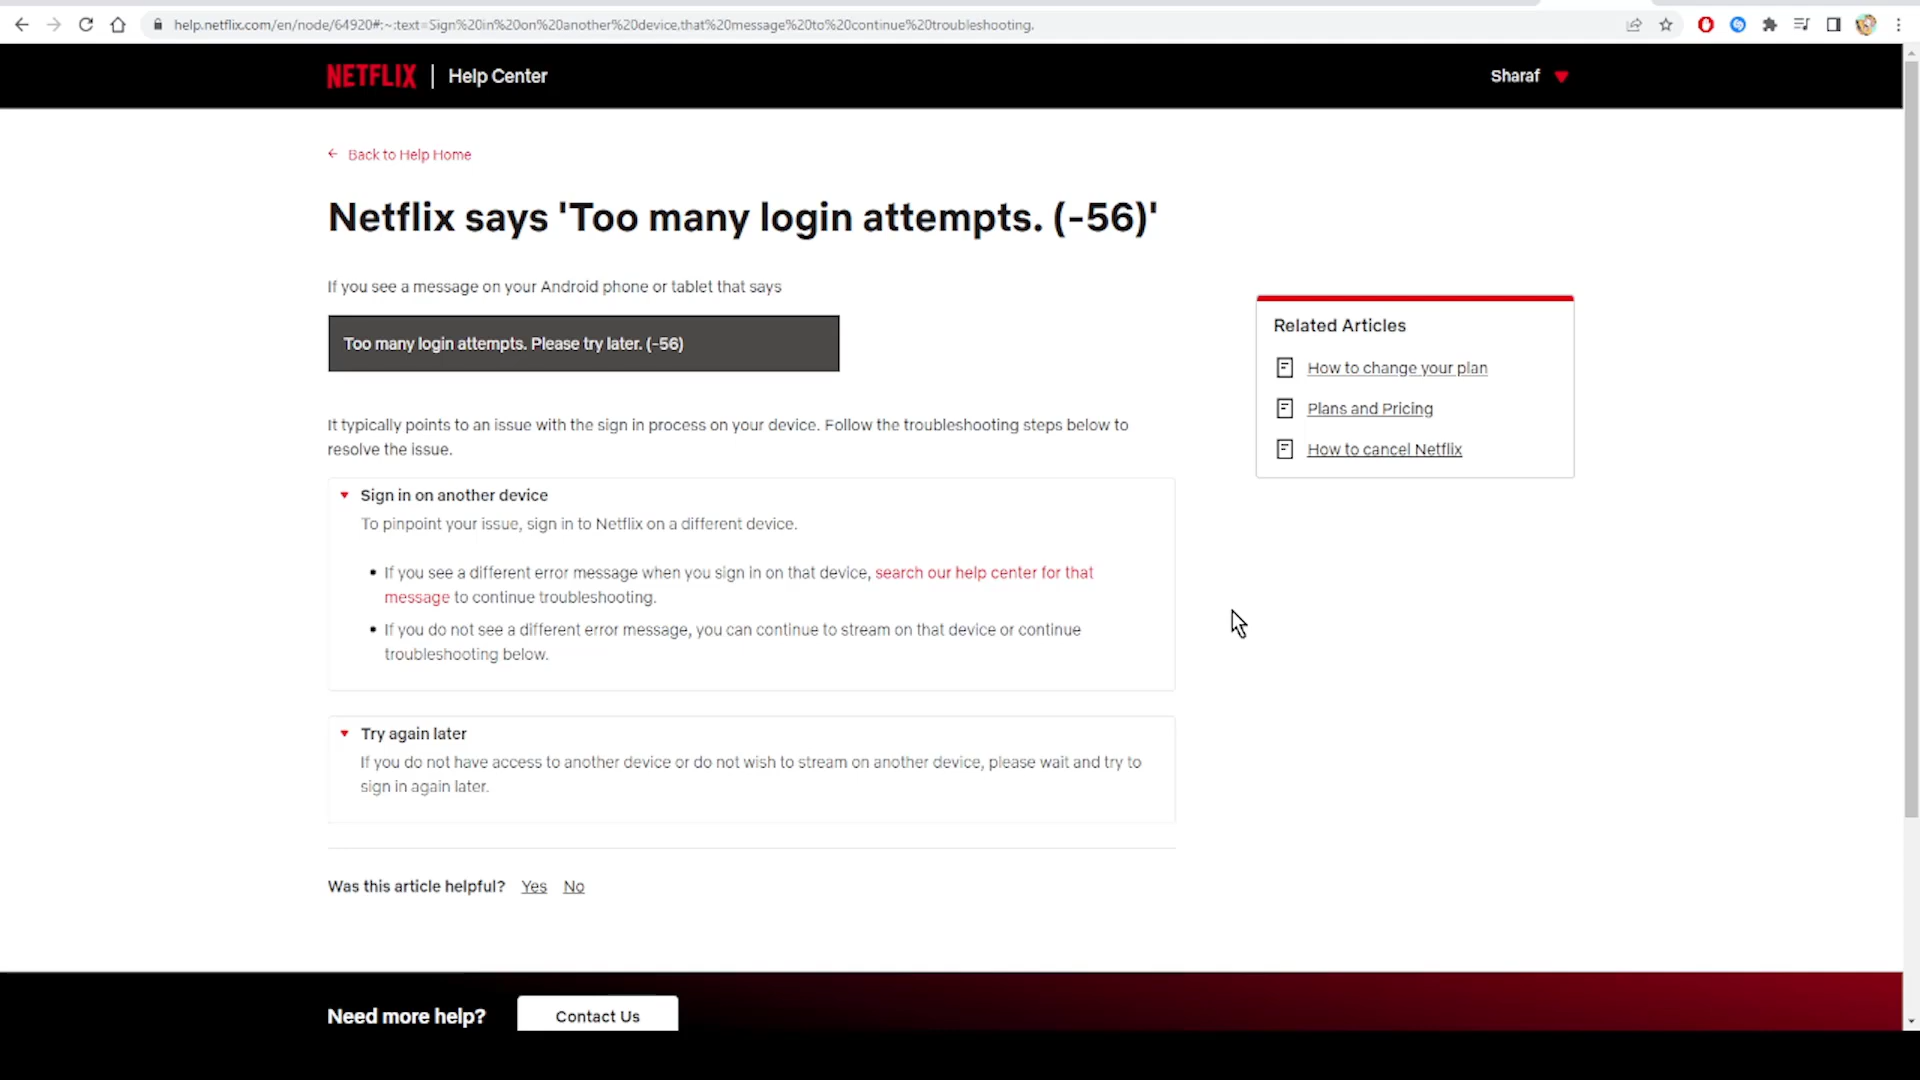 help.netflix.com/en/node/64920#:~:text=Sign%20in%20on%20another%20device,that%20message%20to%20continue%20troubleshooting.
NETFLIX | Help Center
Sharaf
Back to Help Home
Netflix says 'Too many login attempts. (-56)'
If you see a message on your Android phone or tablet that says
Too many login attempts. Please try later. (-56)
It typically points to an issue with the sign in process on your device. Follow the troubleshooting steps below to
resolve the issue.
Sign in on another device
To pinpoint your issue, sign in to Netflix on a different device.
• If you see a different error message when you sign in on that device, search our help center for that
message to continue troubleshooting.
• If you do not see a different error message, you can continue to stream on that device or continue
troubleshooting below.
Try again later
If you do not have access to another device or do not wish to stream on another device, please wait and try to
sign in again later.
Was this article helpful? Yes No
Related Articles
How to change your plan
Plans and Pricing
How to cancel Netflix
Need more help? Contact Us